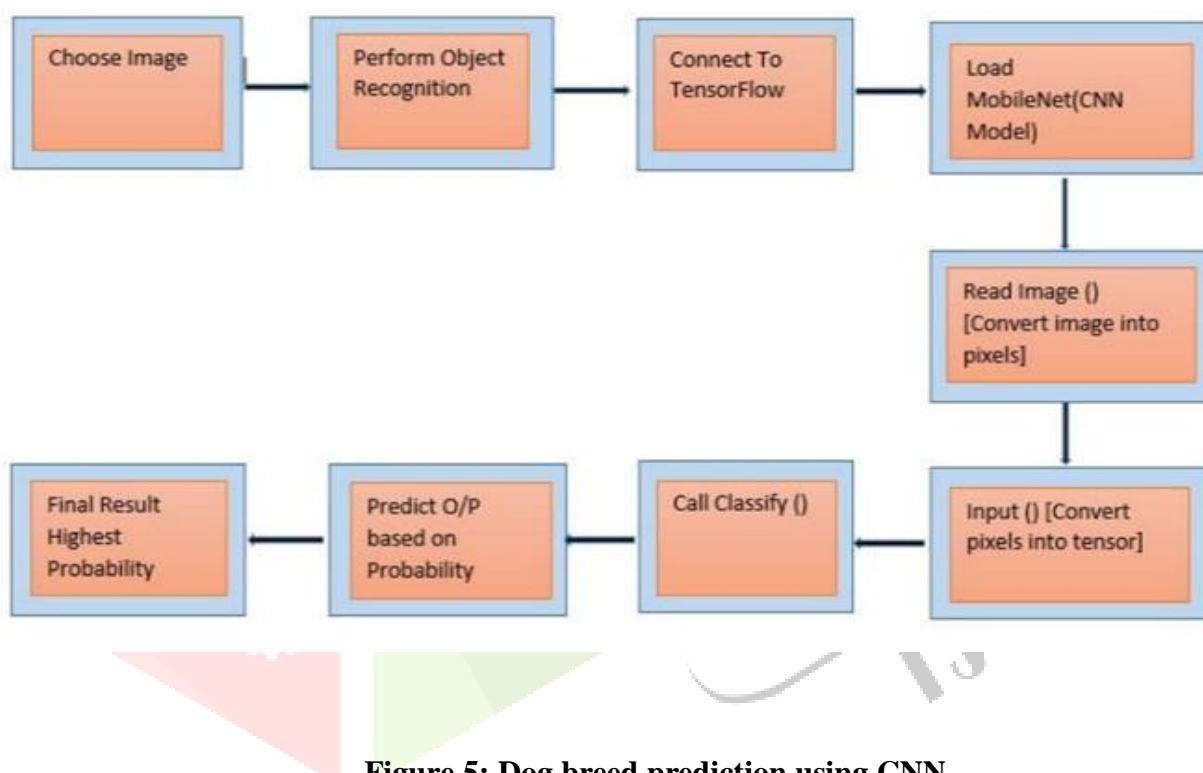 Choose Image
Perform Object
Recognition
Connect To
TensorFlow
Load
MobileNet(CNN
Model)
Read Image ()
[Convert image into
pixels]
Input () [Convert
pixels into tensor]
Call Classify ()
Predict O/P
based on
Probability
Final Result
Highest
Probability
Figure 5: Dog breed prediction using CNN